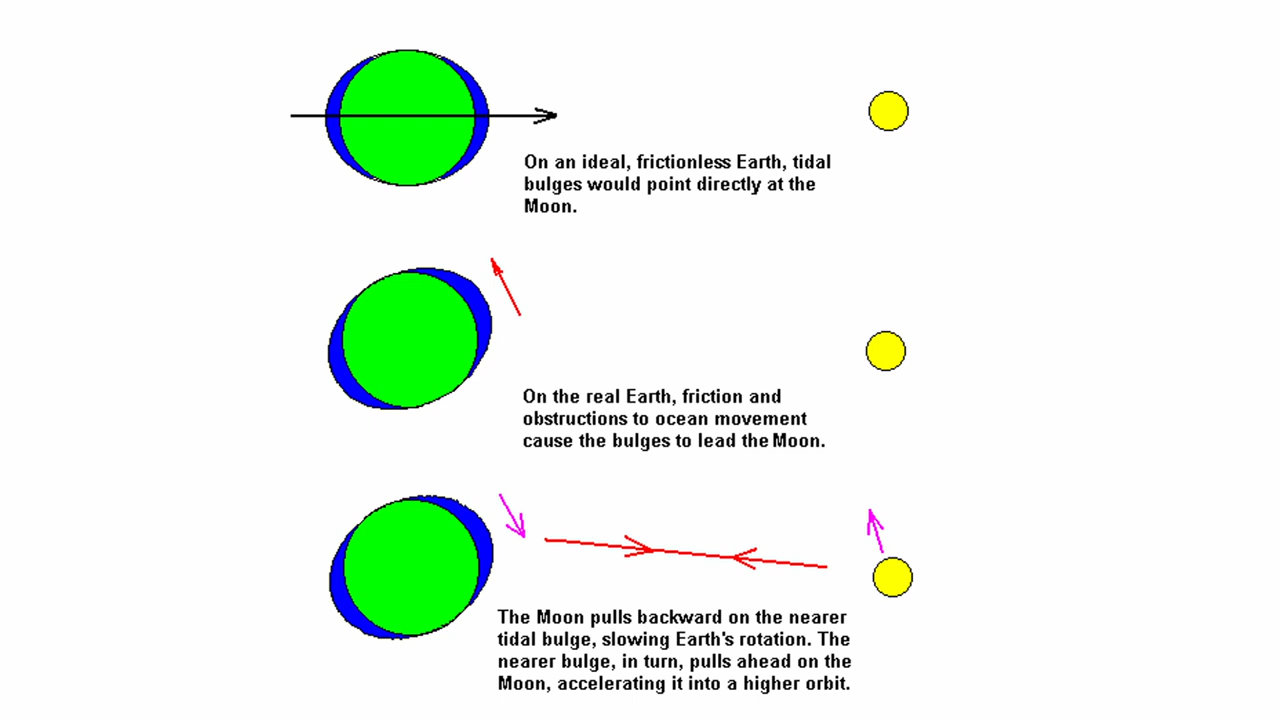 On an ideal, frictionless Earth, tidal
bulges would point directly at the
Moon.
On the real Earth, friction and
obstructions to ocean movement
cause the bulges to lead the Moon.
The Moon pulls backward on the nearer
tidal bulge, slowing Earth's rotation. The
nearer bulge, in turn, pulls ahead on the
Moon, accelerating it into a higher orbit.